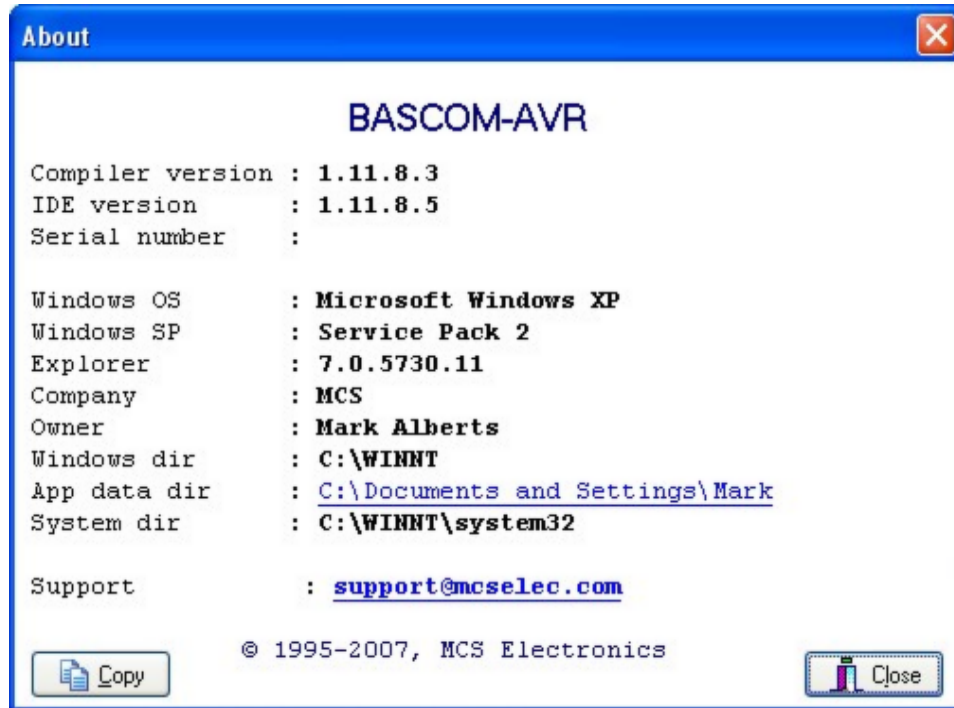 About
BASCOM-AVR
Compiler version : 1.11.8.3
IDE version : 1.11.8.5
Serial number :
Windows OS : Microsoft Windows XP
Windows SP : Service Pack 2
Explorer : 7.0.5730.11
Company : MCS
Owner : Mark Alberts
Windows dir : C:\WINNT
App data dir : C:\Documents and Settings\Mark
System dir : C:\WINNT\system32
Support : support@mcselec.com
© 1995-2007, MCS Electronics
Copy Close